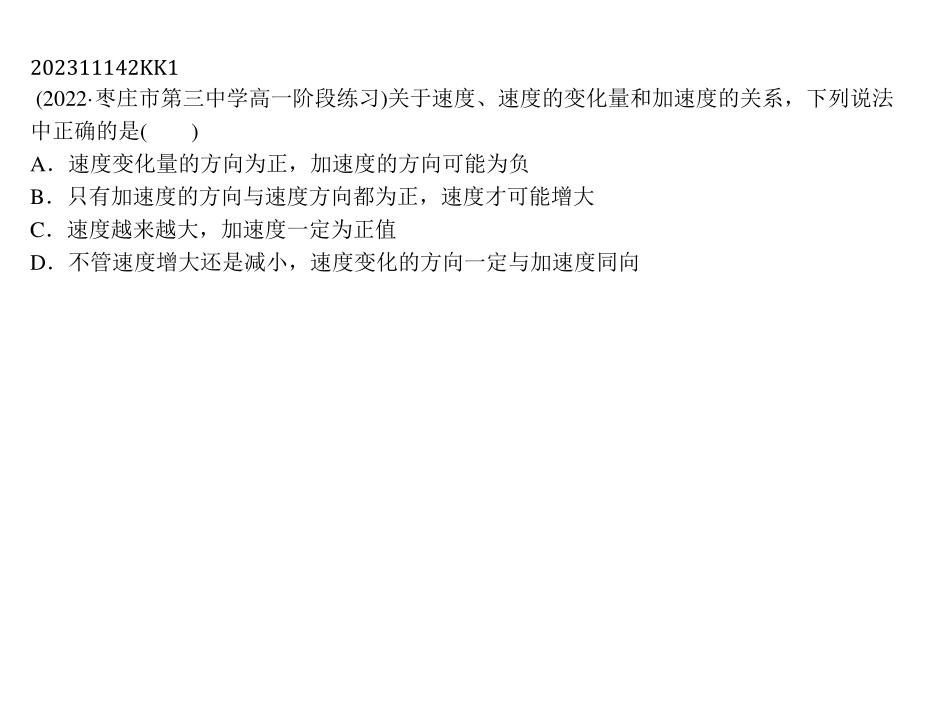 202311142KK1
(2022·枣庄市第三中学高一阶段练习)关于速度、速度的变化量和加速度的关系，下列说法
中正确的是(　　)
A．速度变化量的方向为正，加速度的方向可能为负
B．只有加速度的方向与速度方向都为正，速度才可能增大
C．速度越来越大，加速度一定为正值
D．不管速度增大还是减小，速度变化的方向一定与加速度同向